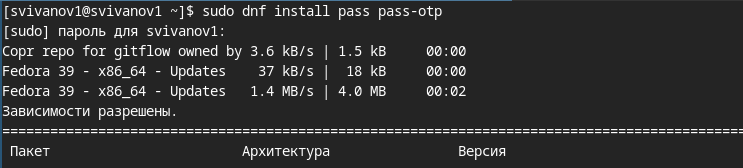 [svivanov1@svivanov1 ~]$ sudo dnf install pass pass-otp
[sudo] пароль для svivanov1:
Copr repo for gitflow owned by 3.6 kB/s | 1.5 kB     00:00
Fedora 39 - x86_64 - Updates    37 kB/s |  18 kB     00:00
Fedora 39 - x86_64 - Updates   1.4 MB/s | 4.0 MB     00:02
Зависимости разрешены.
================================================================================
 Пакет                        Архитектура                Версия